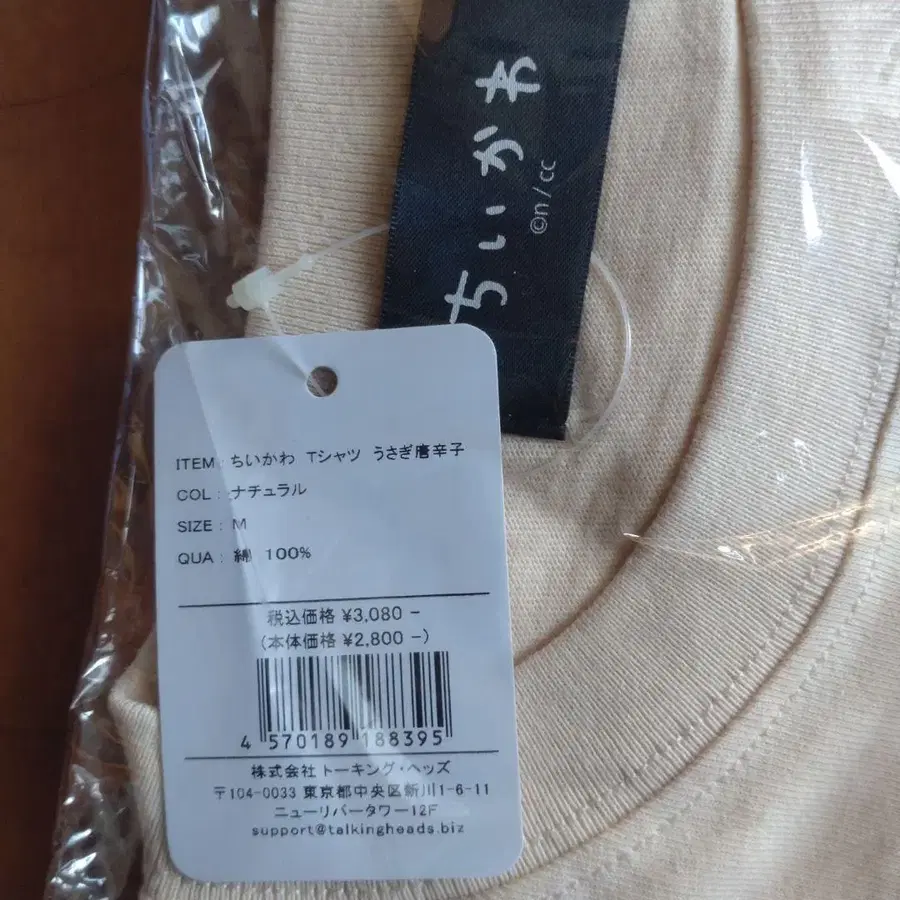 ちいかわ
©n/cc
ITEM : ちいかわ Tシャツ うさぎ唐辛子
COL : ナチュラル
SIZE : M
QUA : 綿 100%
税込価格 ¥3,080 -
(本体価格 ¥2,800 -)
4 570189 188395
株式会社 トーキング・ヘッズ
〒104-0033 東京都中央区新川1-6-11
ニューリバータワー12F
support@talkingheads.biz